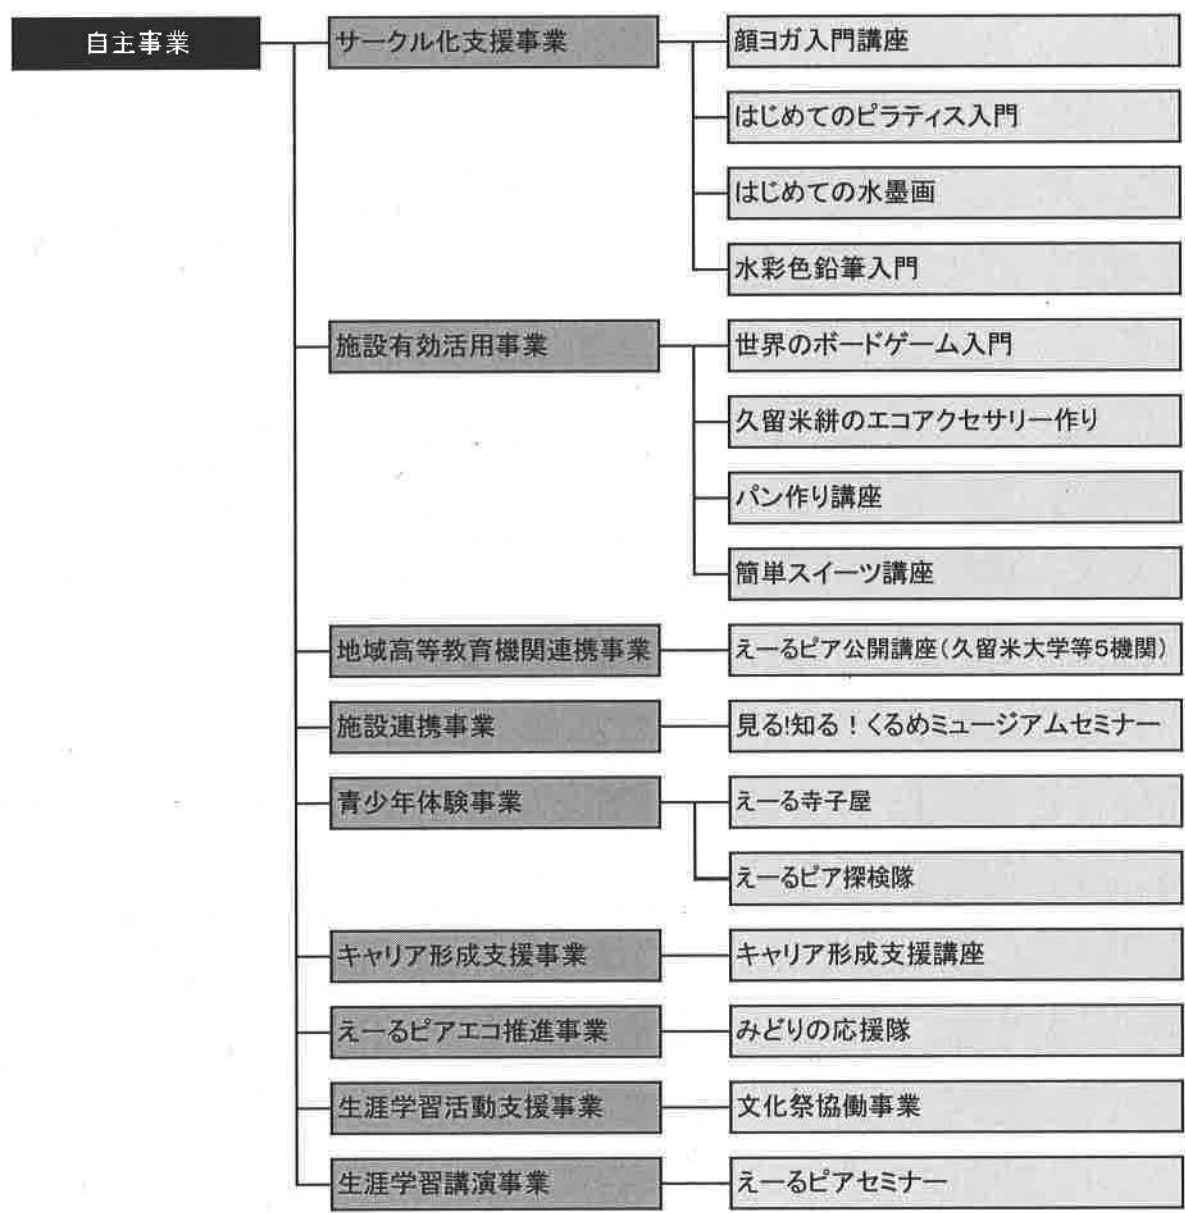 自主事業
サークル化支援事業
顔ヨガ入門講座
はじめてのピラティス入門
はじめての水墨画
水彩色鉛筆入門
施設有効活用事業
世界のボードゲーム入門
久留米絣のエコアクセサリー作り
パン作り講座
簡単スイーツ講座
地域高等教育機関連携事業
えーるピア公開講座(久留米大学等5機関)
施設連携事業
見る!知る！くるめミュージアムセミナー
青少年体験事業
えーる寺子屋
えーるピア探検隊
キャリア形成支援事業
キャリア形成支援講座
えーるピアエコ推進事業
みどりの応援隊
生涯学習活動支援事業
文化祭協働事業
生涯学習講演事業
えーるピアセミナー